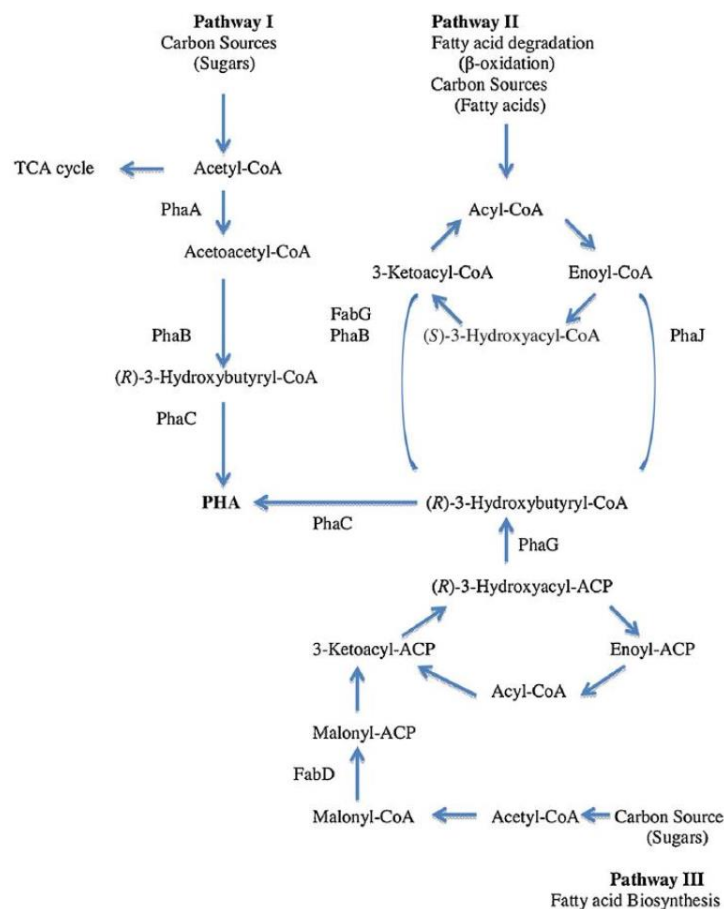 Pathway I
Carbon Sources
(Sugars)
Pathway II
Fatty acid degradation
(β-oxidation)
Carbon Sources
(Fatty acids)
TCA cycle
Acetyl-CoA
PhaA
Acetoacetyl-CoA
PhaB
(R)-3-Hydroxybutyryl-CoA
PhaC
PHA
Acyl-CoA
3-Ketoacyl-CoA
Enoyl-CoA
FabG
PhaB
(S)-3-Hydroxyacyl-CoA
PhaJ
(R)-3-Hydroxybutyryl-CoA
PhaC
PhaG
(R)-3-Hydroxyacyl-ACP
3-Ketoacyl-ACP
Enoyl-ACP
Acyl-CoA
Malonyl-ACP
FabD
Malonyl-CoA
Acetyl-CoA
Carbon Source
(Sugars)
Pathway III
Fatty acid Biosynthesis